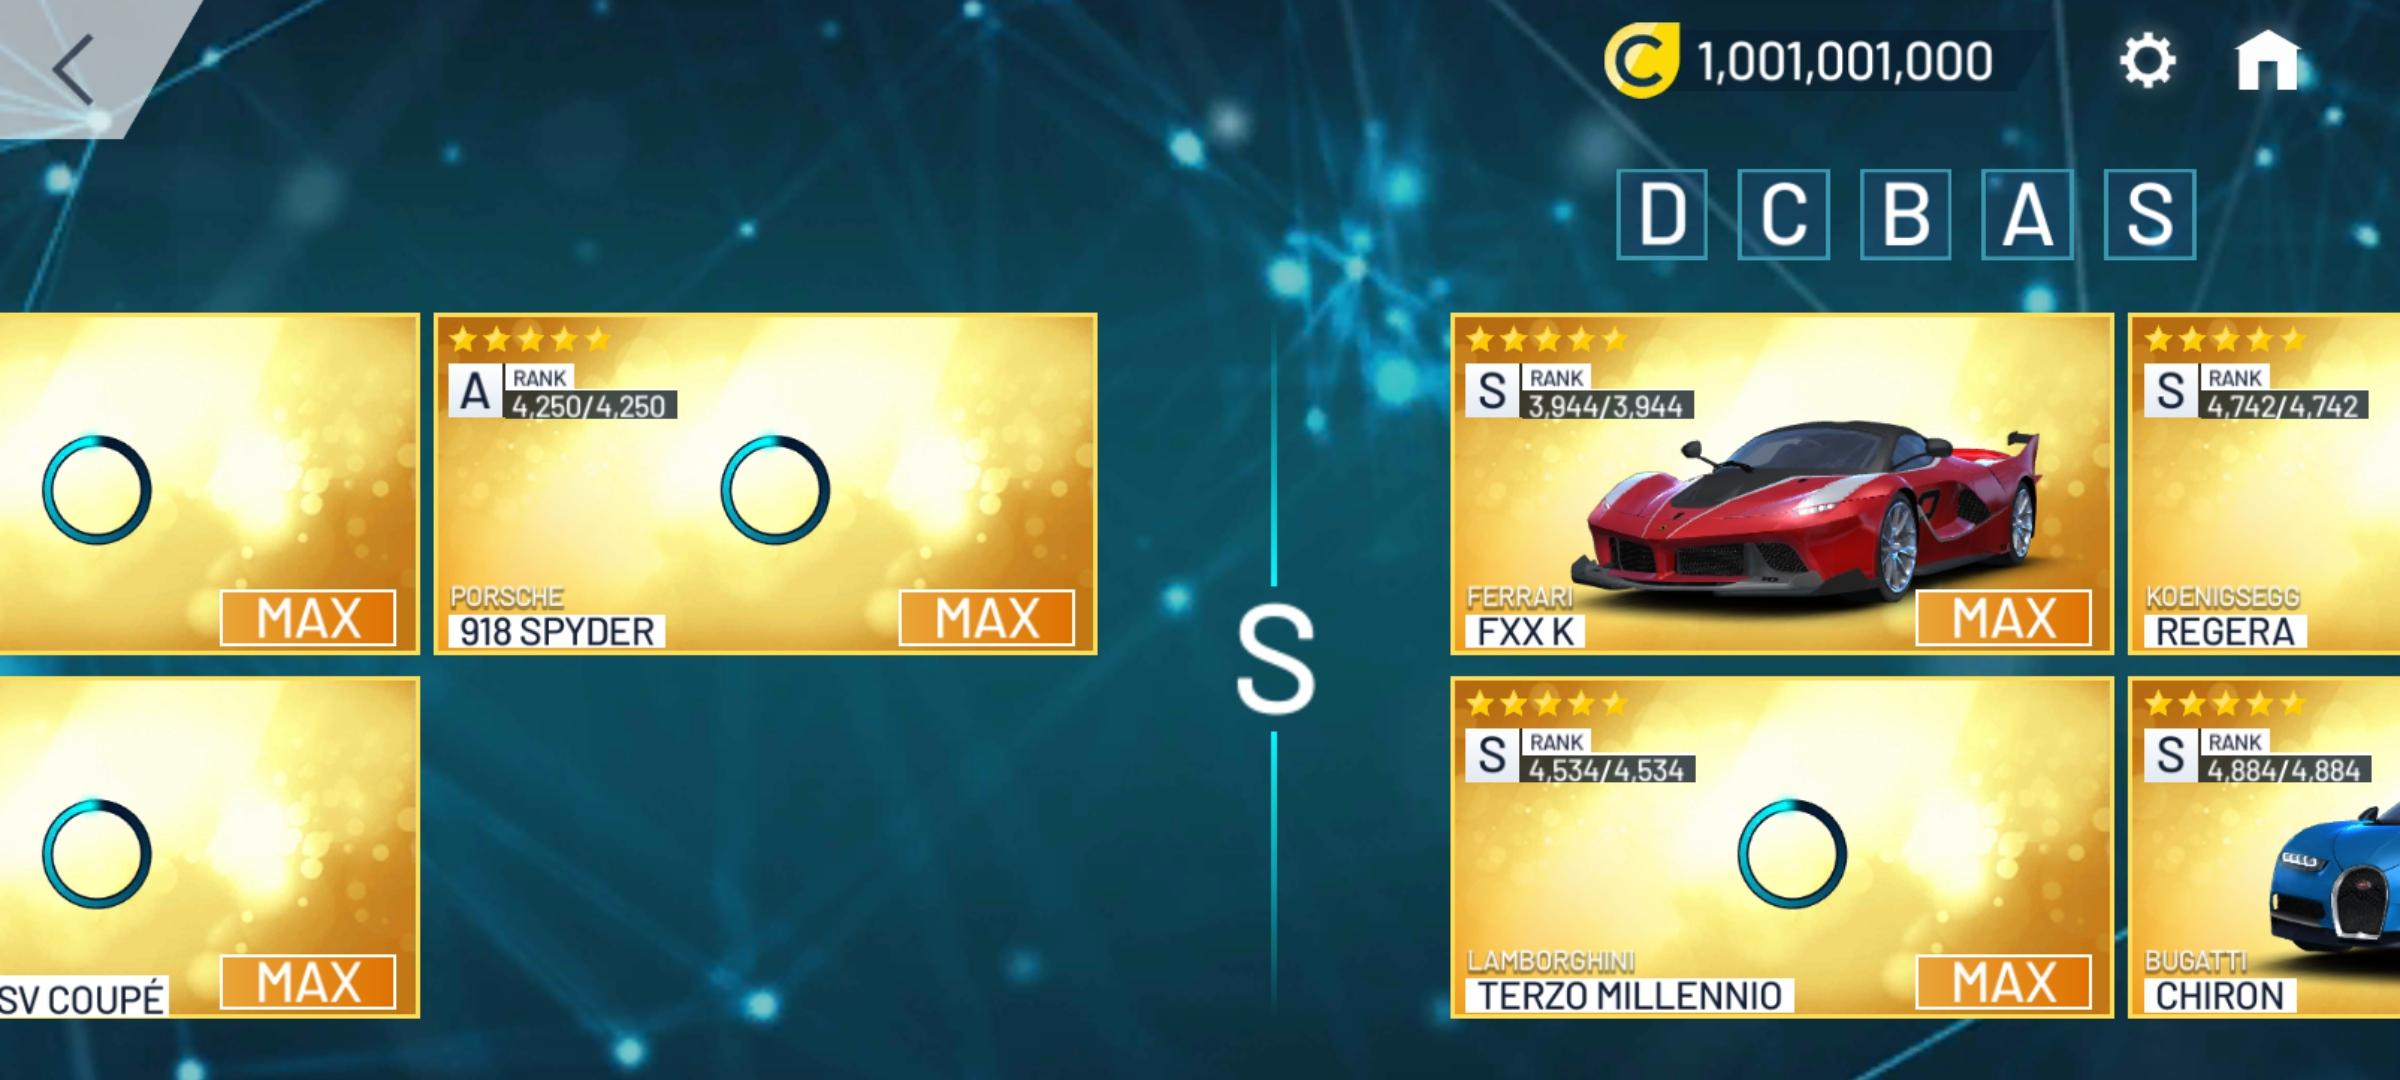 1,001,001,000
D C B A S
MAX
A RANK
4,250/4,250
PORSCHE
918 SPYDER
MAX
SV COUPÉ
MAX
S
S RANK
3,944/3,944
FERRARI
FXX K
MAX
S RANK
4,742/4,742
KOENIGSEGG
REGERA
S RANK
4,534/4,534
LAMBORGHINI
TERZO MILLENNIO
MAX
S RANK
4,884/4,884
BUGATTI
CHIRON